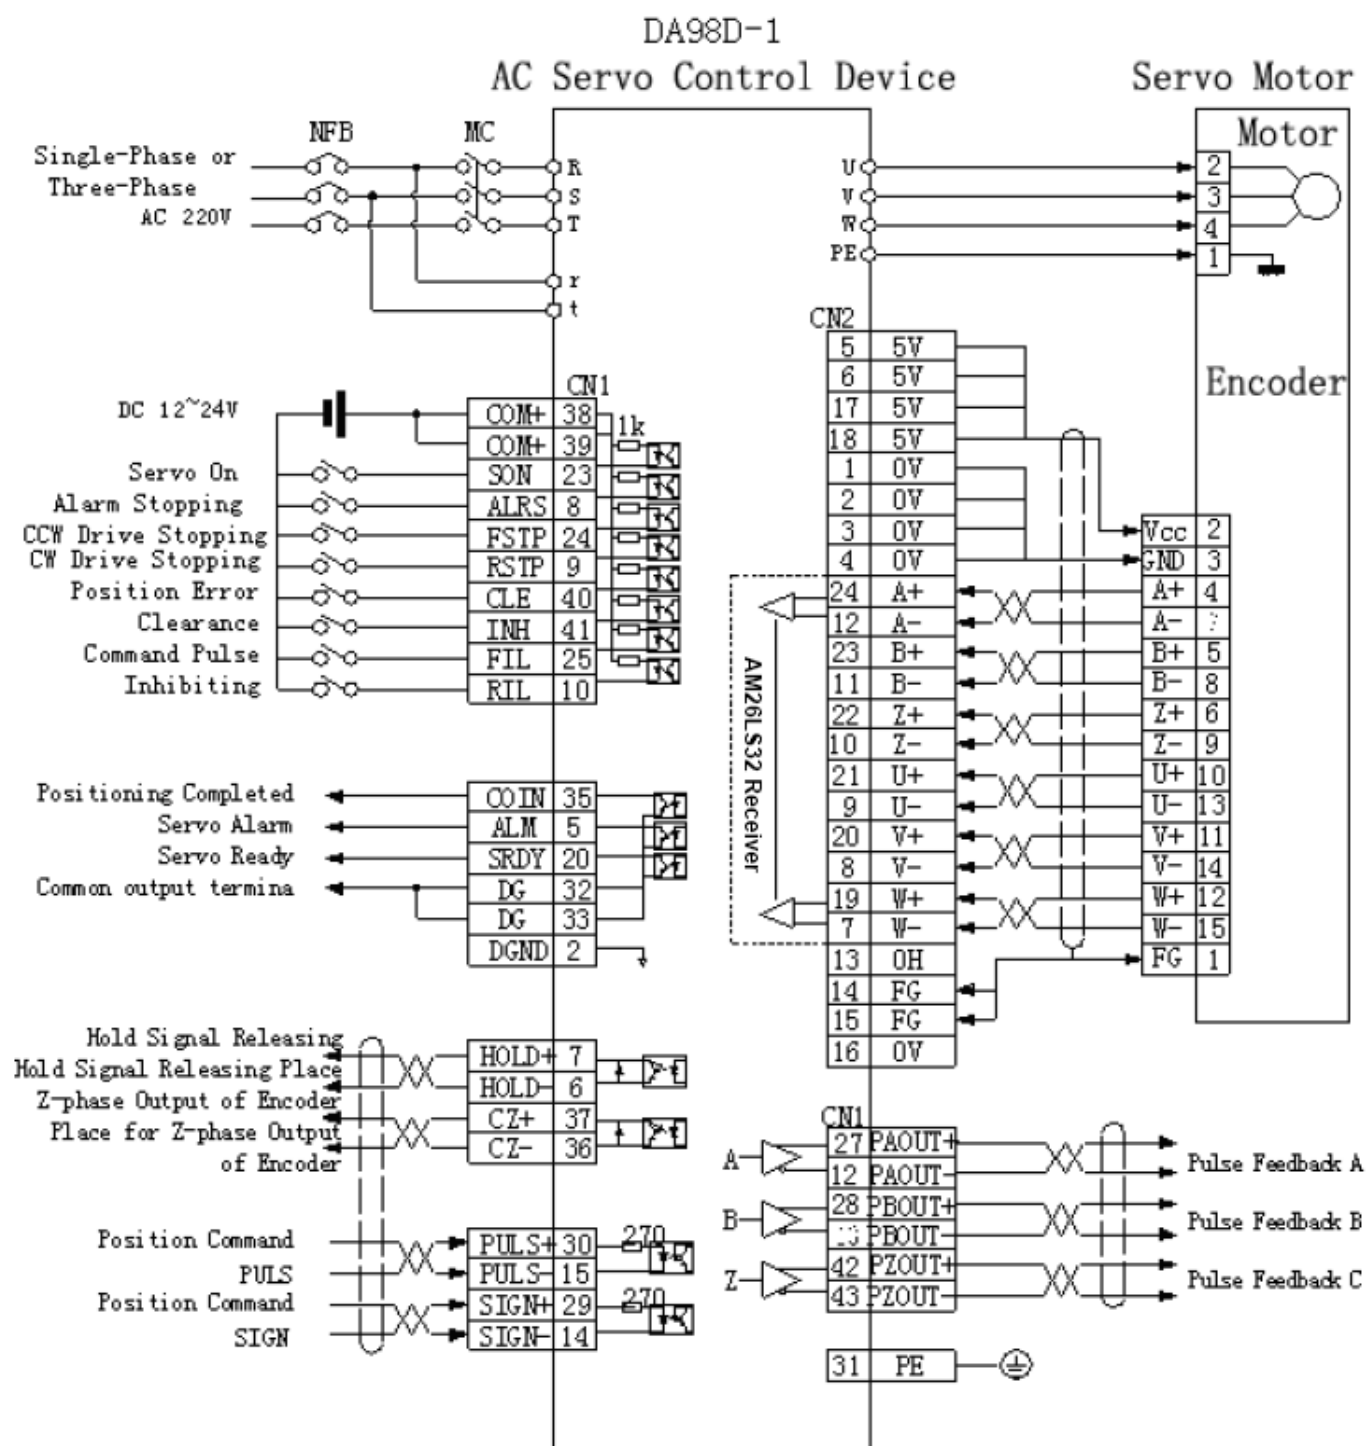 DA98D-1
AC Servo Control Device
Servo Motor
NFB
MC
Single-Phase or
Three-Phase
AC 220V
R
S
T
r
t
U
V
W
PE
Motor
2
3
4
1
CN1
DC 12~24V
COM+ 38
COM+ 39
1k
Servo On SON 23
Alarm Stopping ALRS 8
CCW Drive Stopping FSTP 24
CW Drive Stopping RSTP 9
Position Error CLE 40
Clearance INH 41
Command Pulse FIL 25
Inhibiting RIL 10
Positioning Completed COIN 35
Servo Alarm ALM 5
Servo Ready SRDY 20
Common output termina DG 32
DG 33
DGND 2
Hold Signal Releasing HOLD+ 7
Hold Signal Releasing Place HOLD- 6
Z-phase Output of Encoder CZ+ 37
Place for Z-phase Output CZ- 36
of Encoder
Position Command PULS+ 30 270
PULS PULS- 15
Position Command SIGN+ 29 270
SIGN SIGN- 14
CN2
5 5V
6 5V
17 5V
18 5V
1 0V
2 0V
3 0V
4 0V
24 A+
12 A-
23 B+
11 B-
22 Z+
10 Z-
21 U+
9 U-
20 V+
8 V-
19 W+
7 W-
13 OH
14 FG
15 FG
16 0V
AM26LS32 Receiver
Encoder
Vcc 2
GND 3
A+ 4
A-
B+ 5
B- 8
Z+ 6
Z- 9
U+ 10
U- 13
V+ 11
V- 14
W+ 12
W- 15
FG 1
CN1
A 27 PAOUT+
12 PAOUT- Pulse Feedback A
B 28 PBOUT+
PBOUT- Pulse Feedback B
Z 42 PZOUT+
43 PZOUT- Pulse Feedback C
31 PE